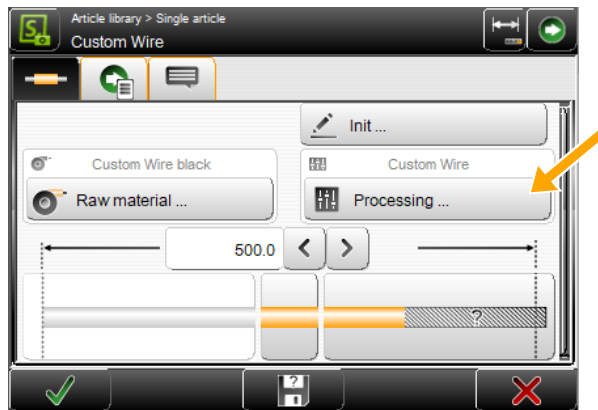 Article library > Single article
Custom Wire
Init ...
Custom Wire black
Custom Wire
Raw material ...
Processing ...
500.0
?
?